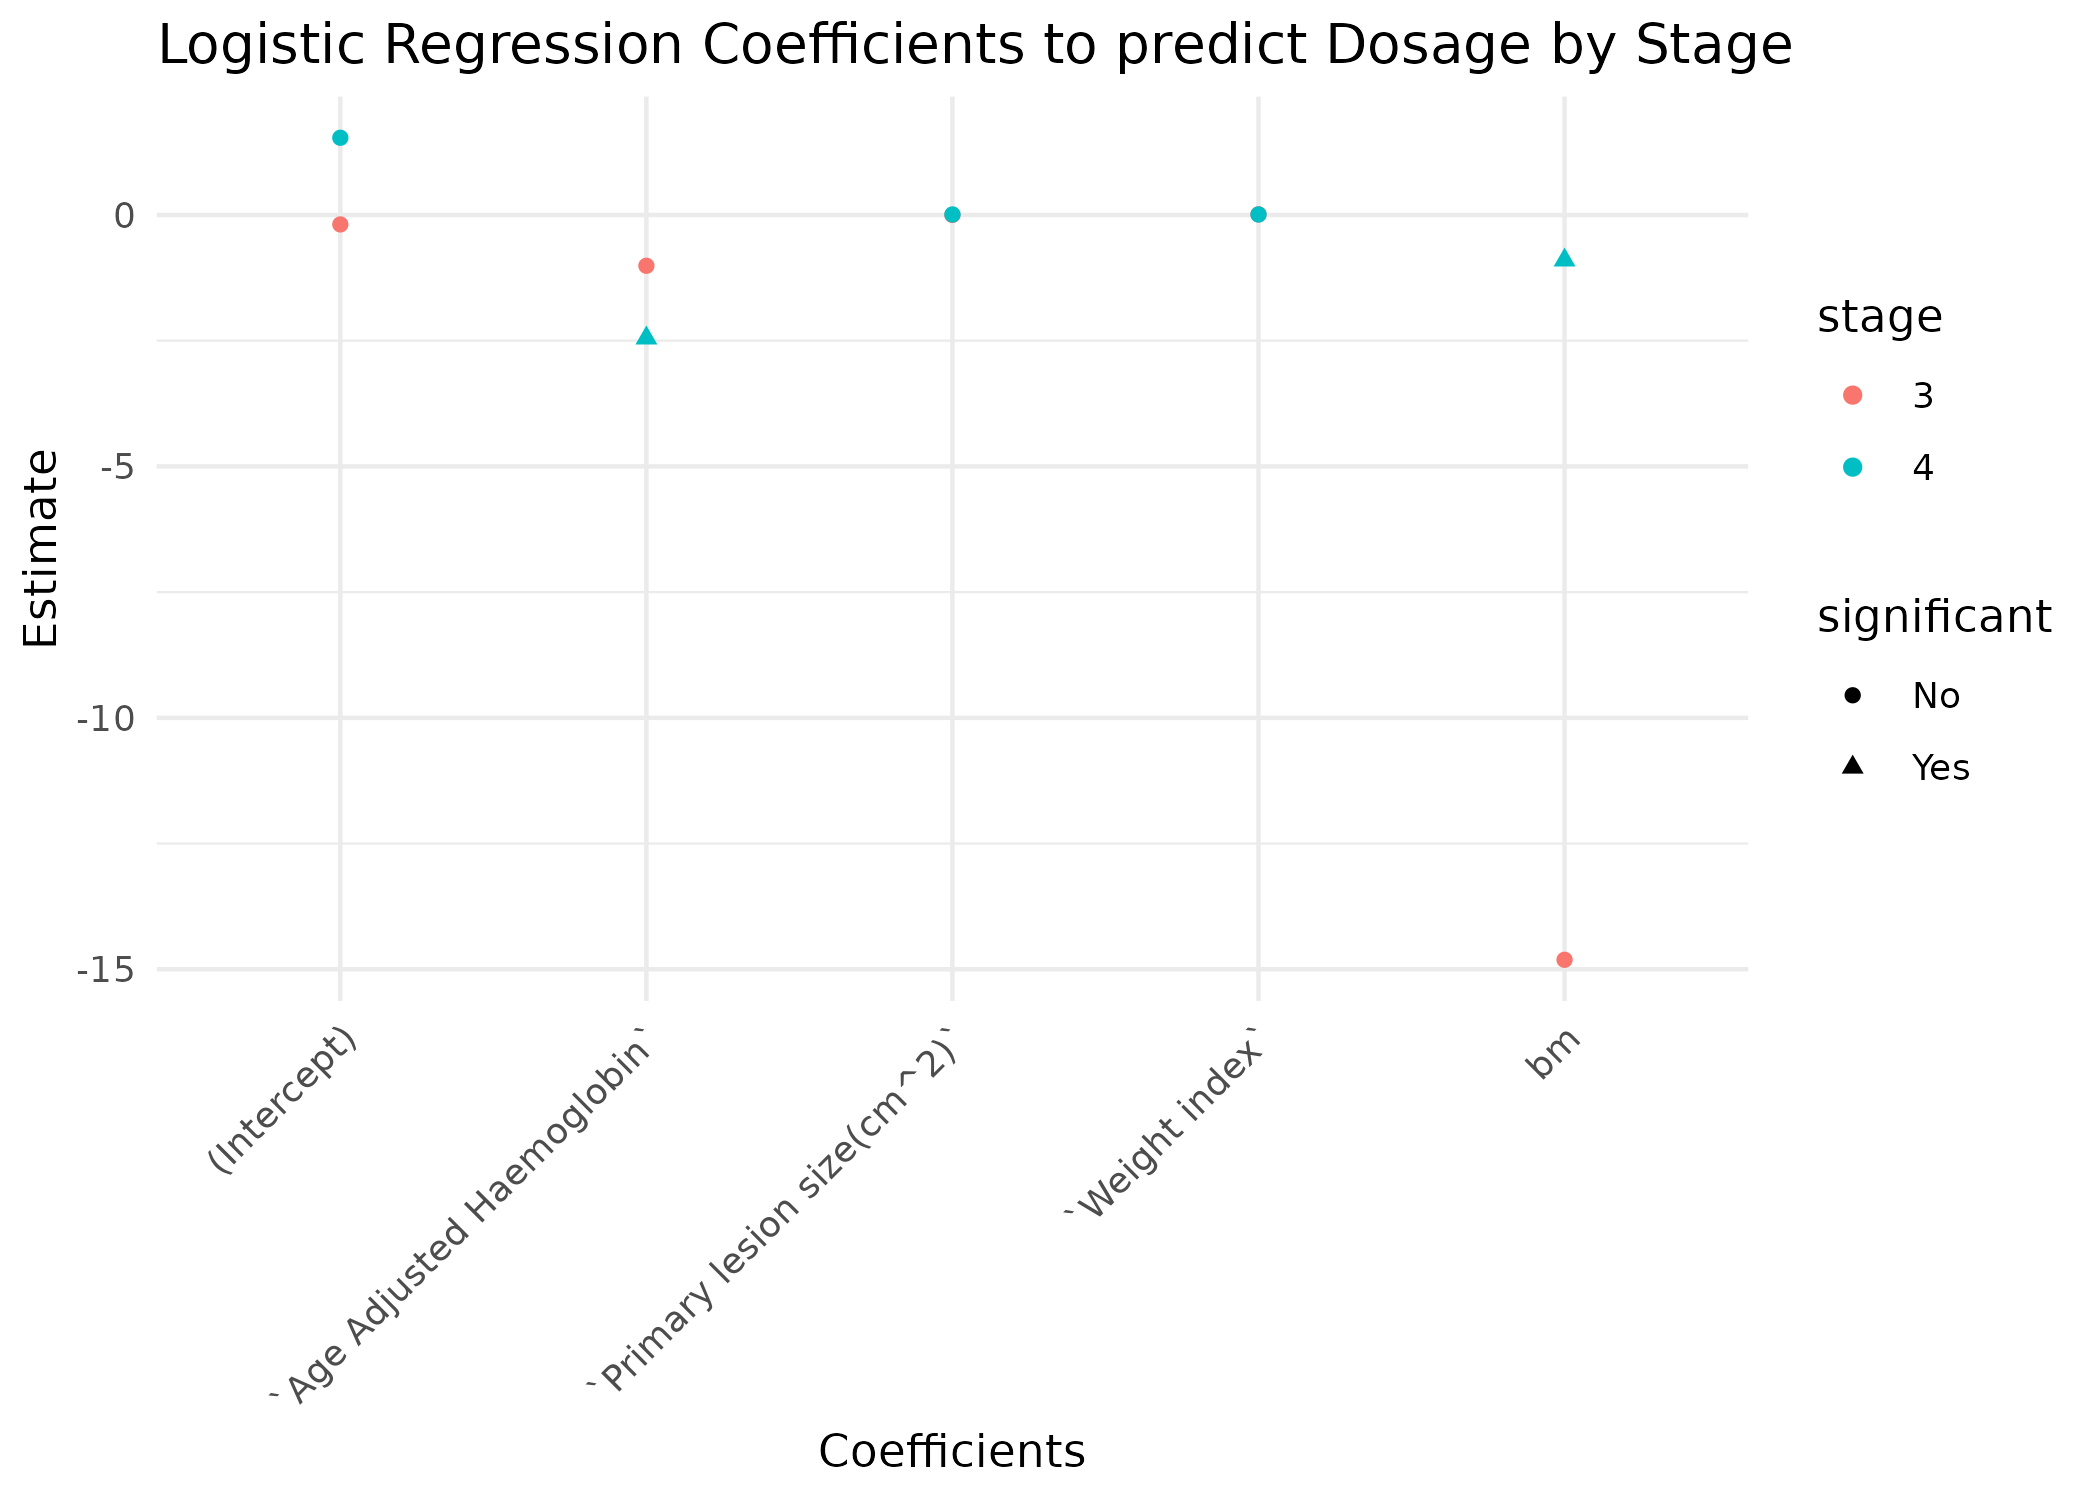 Logistic Regression Coefficients to predict Dosage by Stage
Estimate
0
-5
-10
-15
(Intercept)
`Age Adjusted Haemoglobin`
`Primary lesion size(cm^2)`
`Weight index`
bm
Coefficients
stage
3
4
significant
No
Yes